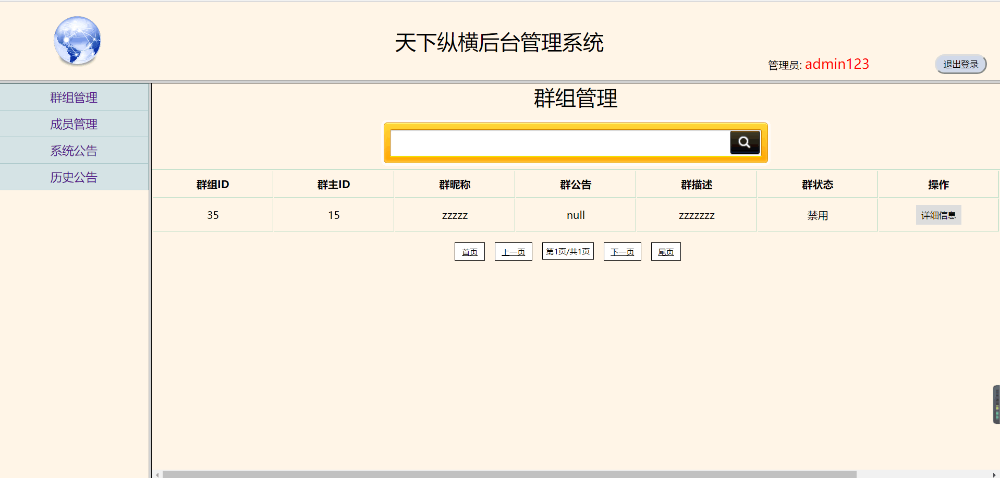 天下纵横后台管理系统
管理员: admin123
退出登录
群组管理
成员管理
系统公告
历史公告
群组管理
群组ID 群主ID 群昵称 群公告 群描述 群状态 操作
35 15 zzzzz null zzzzzzz 禁用 详细信息
首页 上一页 第1页/共1页 下一页 尾页